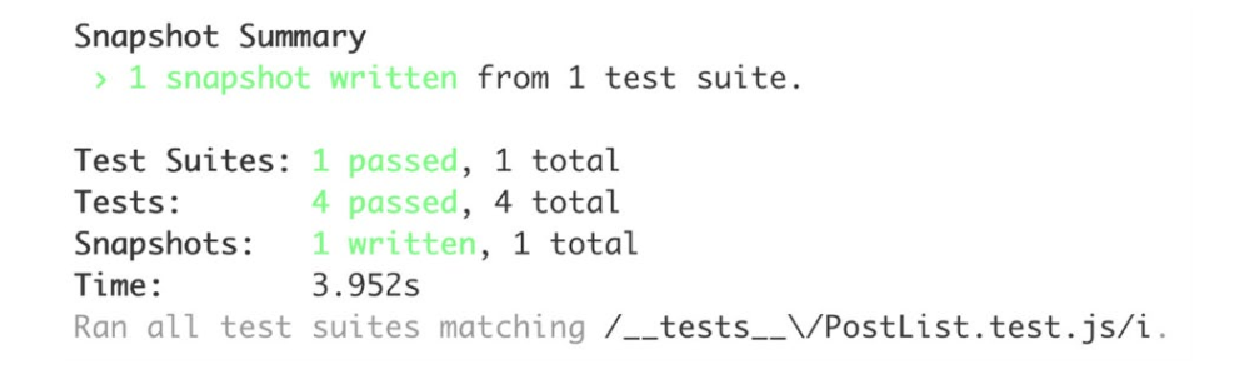 Snapshot Summary
› 1 snapshot written from 1 test suite.
Test Suites: 1 passed, 1 total
Tests: 4 passed, 4 total
Snapshots: 1 written, 1 total
Time: 3.952s
Ran all test suites matching /__tests__\/PostList.test.js/i.